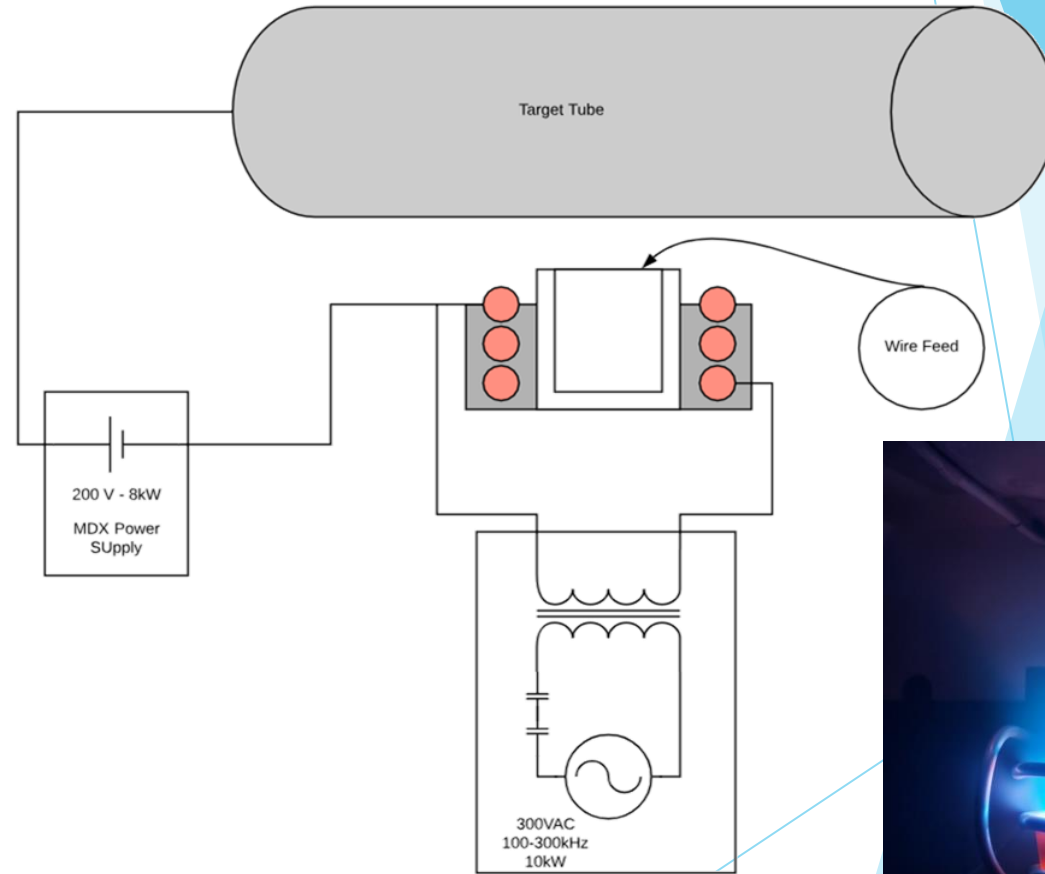 Target Tube
Wire Feed
200 V - 8kW
MDX Power
SUpply
300VAC
100-300kHz
10kW